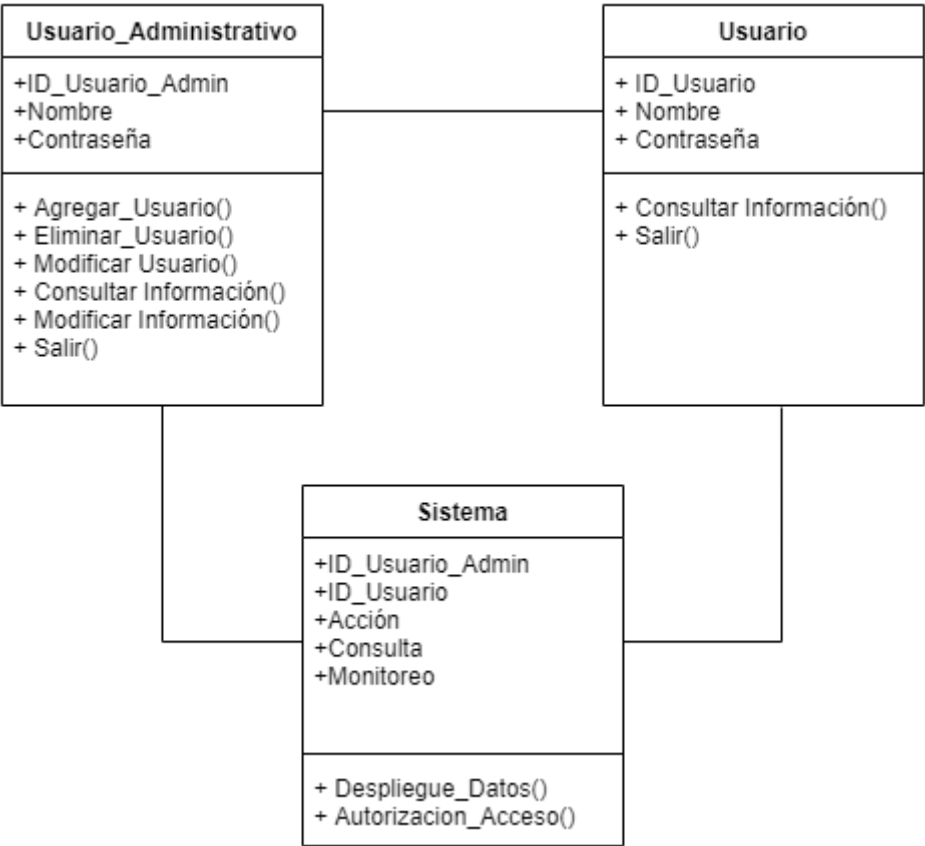 Usuario_Administrativo
+ID_Usuario_Admin
+Nombre
+Contraseña
+ Agregar_Usuario()
+ Eliminar_Usuario()
+ Modificar Usuario()
+ Consultar Información()
+ Modificar Información()
+ Salir()
Usuario
+ ID_Usuario
+ Nombre
+ Contraseña
+ Consultar Información()
+ Salir()
Sistema
+ID_Usuario_Admin
+ID_Usuario
+Acción
+Consulta
+Monitoreo
+ Despliegue_Datos()
+ Autorizacion_Acceso()